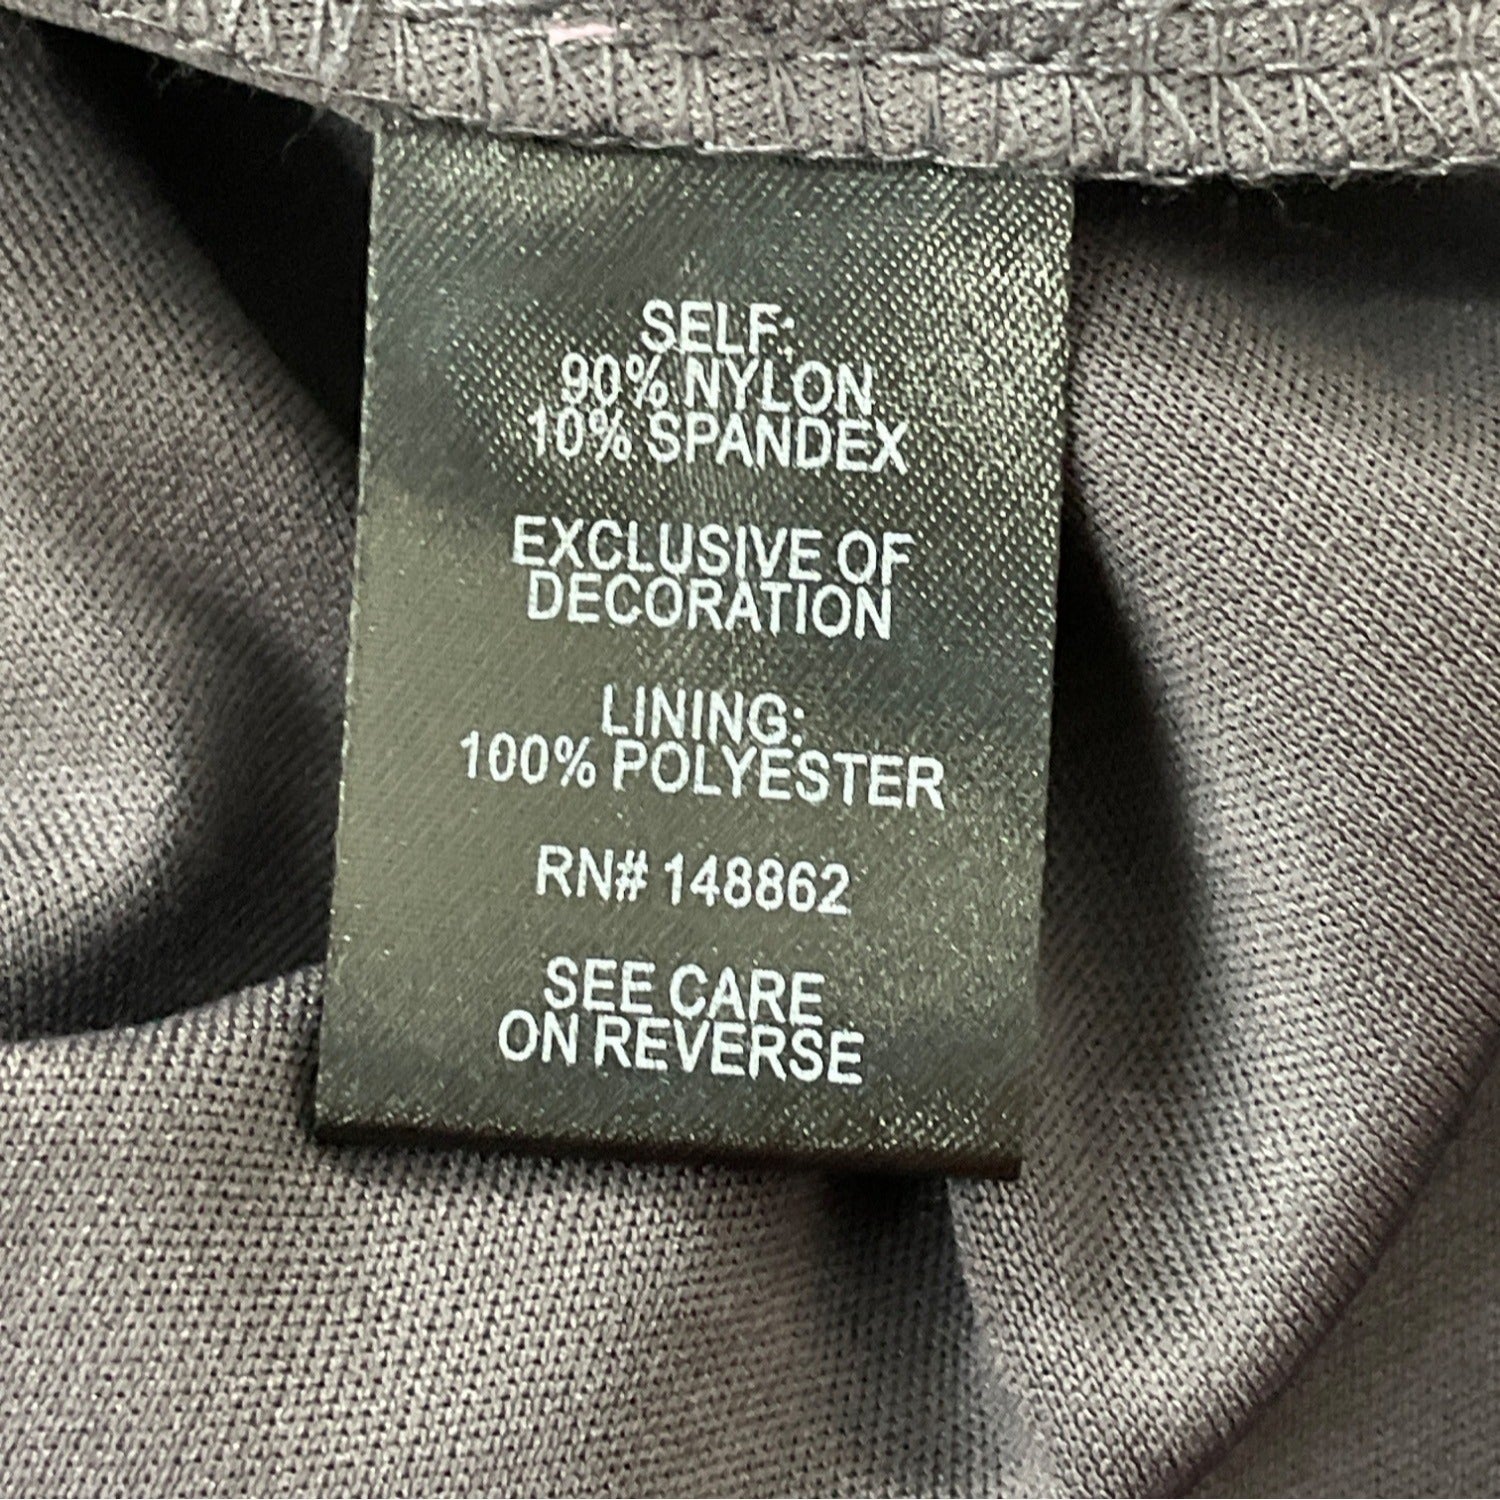 SELF:
90% NYLON
10% SPANDEX
EXCLUSIVE OF
DECORATION
LINING:
100% POLYESTER
RN# 148862
SEE CARE
ON REVERSE